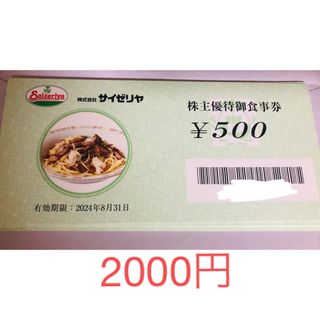 Saizeriya
株式会社 サイゼリヤ
株主優待御食事券
￥500
有効期限：2024年8月31日
2000円